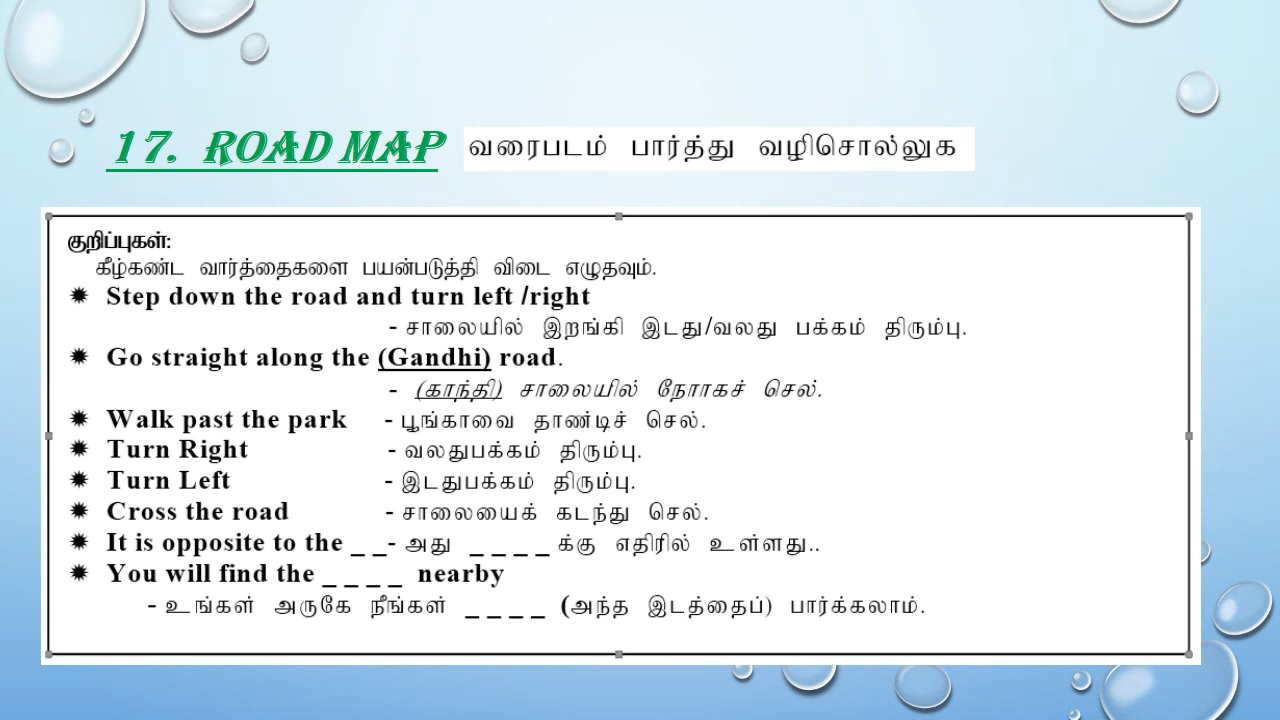 17. ROAD MAP வரைபடம் பார்த்து வழிசொல்லுக
குறிப்புகள்:
கீழ்கண்ட வார்த்தைகளை பயன்படுத்தி விடை எழுதவும்.
✹ Step down the road and turn left /right
- சாலையில் இறங்கி இடது/வலது பக்கம் திரும்பு.
✹ Go straight along the (Gandhi) road.
- (காந்தி) சாலையில் நேராகச் செல்.
✹ Walk past the park - பூங்காவை தாண்டிச் செல்.
✹ Turn Right - வலதுபக்கம் திரும்பு.
✹ Turn Left - இடதுபக்கம் திரும்பு.
✹ Cross the road - சாலையைக் கடந்து செல்.
✹ It is opposite to the _ _- அது _ _ _ _ க்கு எதிரில் உள்ளது..
✹ You will find the _ _ _ _ nearby
- உங்கள் அருகே நீங்கள் _ _ _ _ (அந்த இடத்தைப்) பார்க்கலாம்.